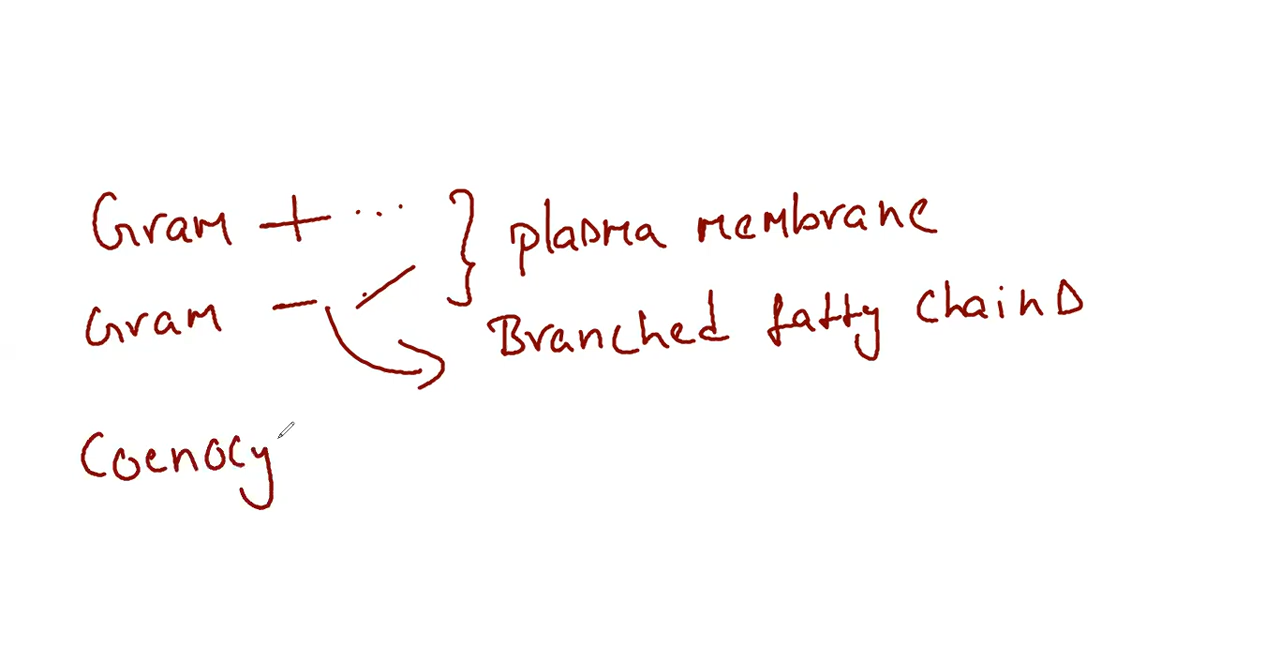 Gram + ... } plasma membrane
Gram -
Branched fatty chains
Coenocy